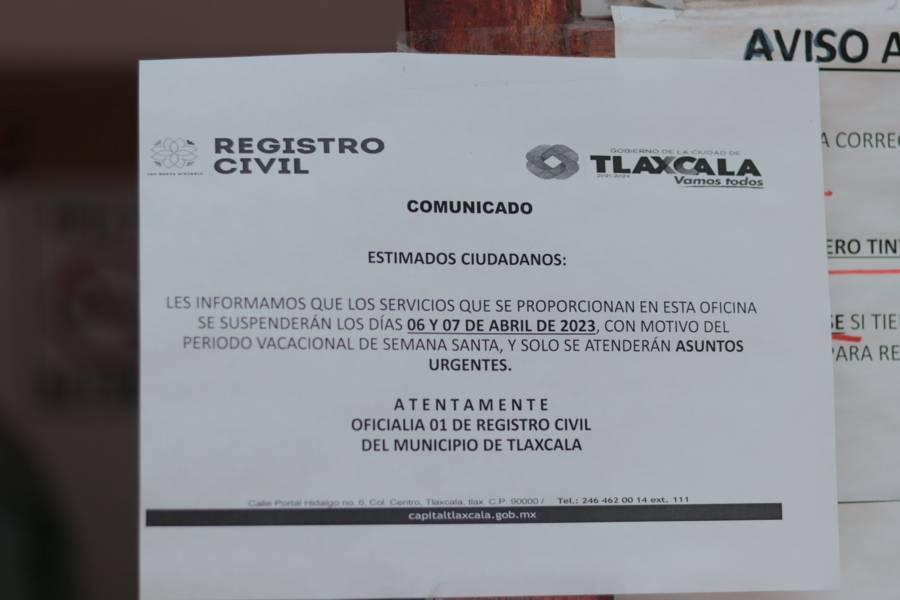 AVISO A
REGISTRO
CIVIL
GOBIERNO DE LA CIUDAD DE
TLAXCALA
2021-2024
Vamos todos
COMUNICADO
ESTIMADOS CIUDADANOS:
LES INFORMAMOS QUE LOS SERVICIOS QUE SE PROPORCIONAN EN ESTA OFICINA
SE SUSPENDERÁN LOS DÍAS 06 Y 07 DE ABRIL DE 2023, CON MOTIVO DEL
PERIODO VACACIONAL DE SEMANA SANTA, Y SOLO SE ATENDERÁN ASUNTOS
URGENTES.
ATENTAMENTE
OFICIALIA 01 DE REGISTRO CIVIL
DEL MUNICIPIO DE TLAXCALA
Calle Portal Hidalgo no. 6, Col. Centro, Tlaxcala, tlax. C.P. 90000 / Tel.: 246 462 00 14 ext. 111
capitaltlaxcala.gob.mx
A CORRE
ERO TIN
SE SI TIE
PARA RE